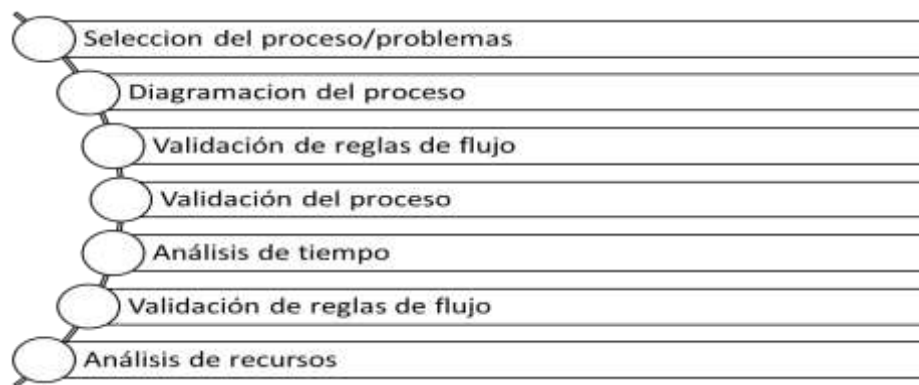 Seleccion del proceso/problemas
Diagramacion del proceso
Validación de reglas de flujo
Validación del proceso
Análisis de tiempo
Validación de reglas de flujo
Análisis de recursos